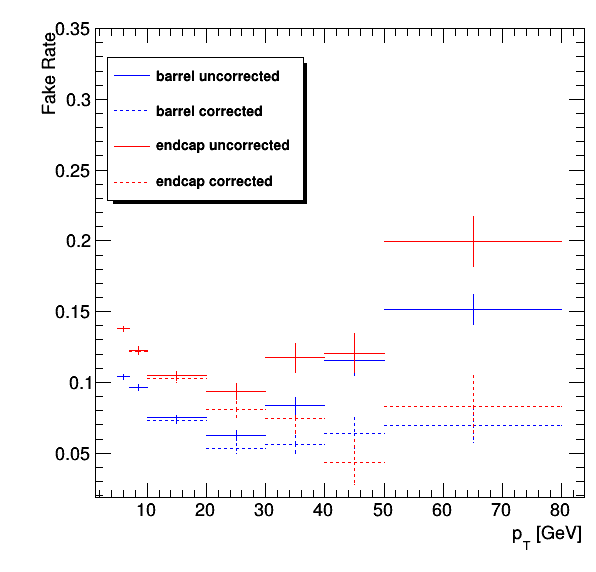 0.35
Fake Rate
0.3
0.25
0.2
0.15
0.1
0.05
barrel uncorrected
barrel corrected
endcap uncorrected
endcap corrected
10 20 30 40 50 60 70 80
p_T [GeV]